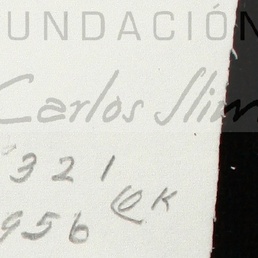 UNDACIÓN
Carlos Slim
321
956 OK